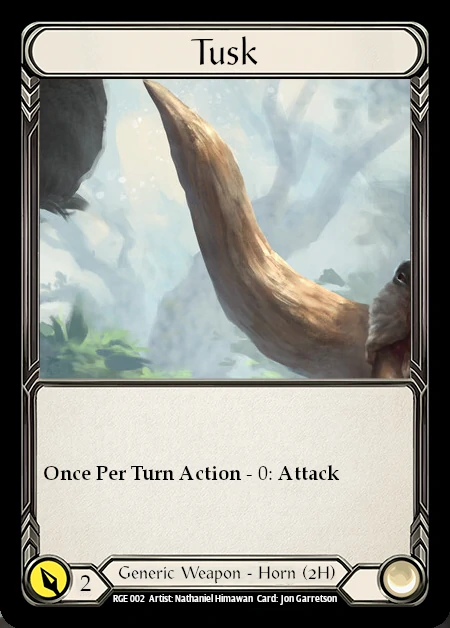 Tusk
Once Per Turn Action - 0: Attack
2
Generic Weapon - Horn (2H)
RGE 002 Artist: Nathaniel Himawan Card: Jon Garretson